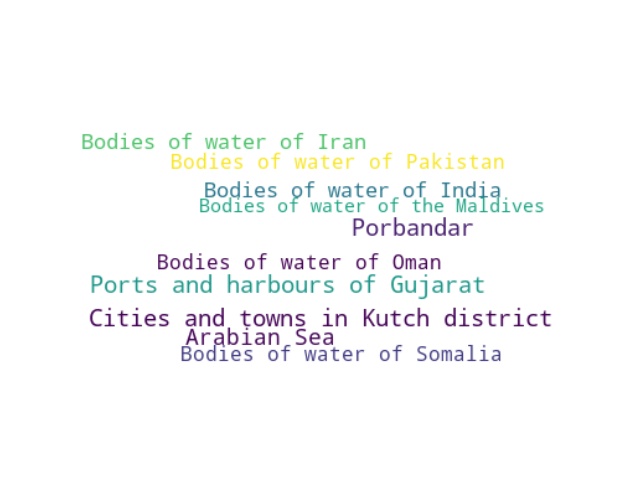 Bodies of water of Iran
Bodies of water of Pakistan
Bodies of water of India
Bodies of water of the Maldives
Porbandar
Bodies of water of Oman
Ports and harbours of Gujarat
Cities and towns in Kutch district
Arabian Sea
Bodies of water of Somalia